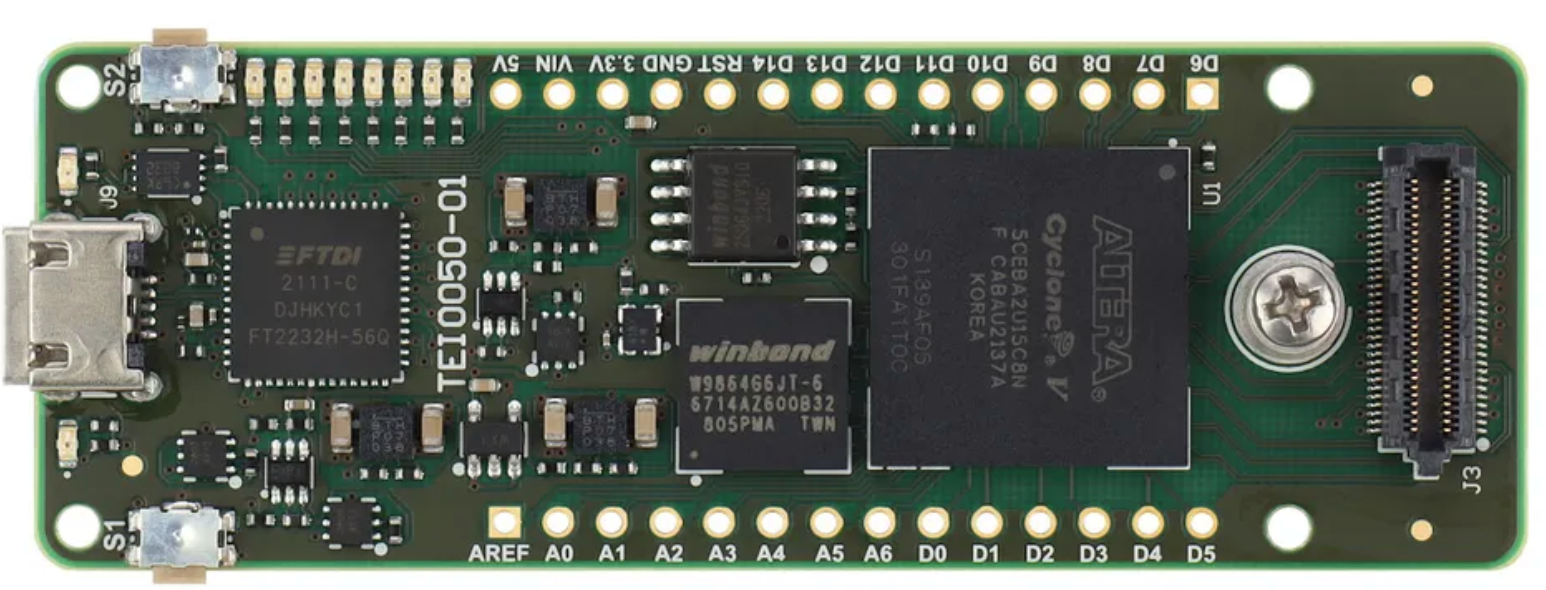 S2
5V VIN 3.3V GND RST D14 D13 D12 D11 D10 D9 D8 D7 D6
J9
U1
TEI0050-01
FTDI
2111-C
DJHKYC1
FT2232H-56Q
winbond
ALTERA®
Cyclone® V
5CEBA2U15C8N
F CABAU2137A
KOREA
S139AF0S
301FA1T0C
winbond
W9864G6JT-6
6714AZ600B32
805PMA TWN
J3
S1
AREF A0 A1 A2 A3 A4 A5 A6 D0 D1 D2 D3 D4 D5